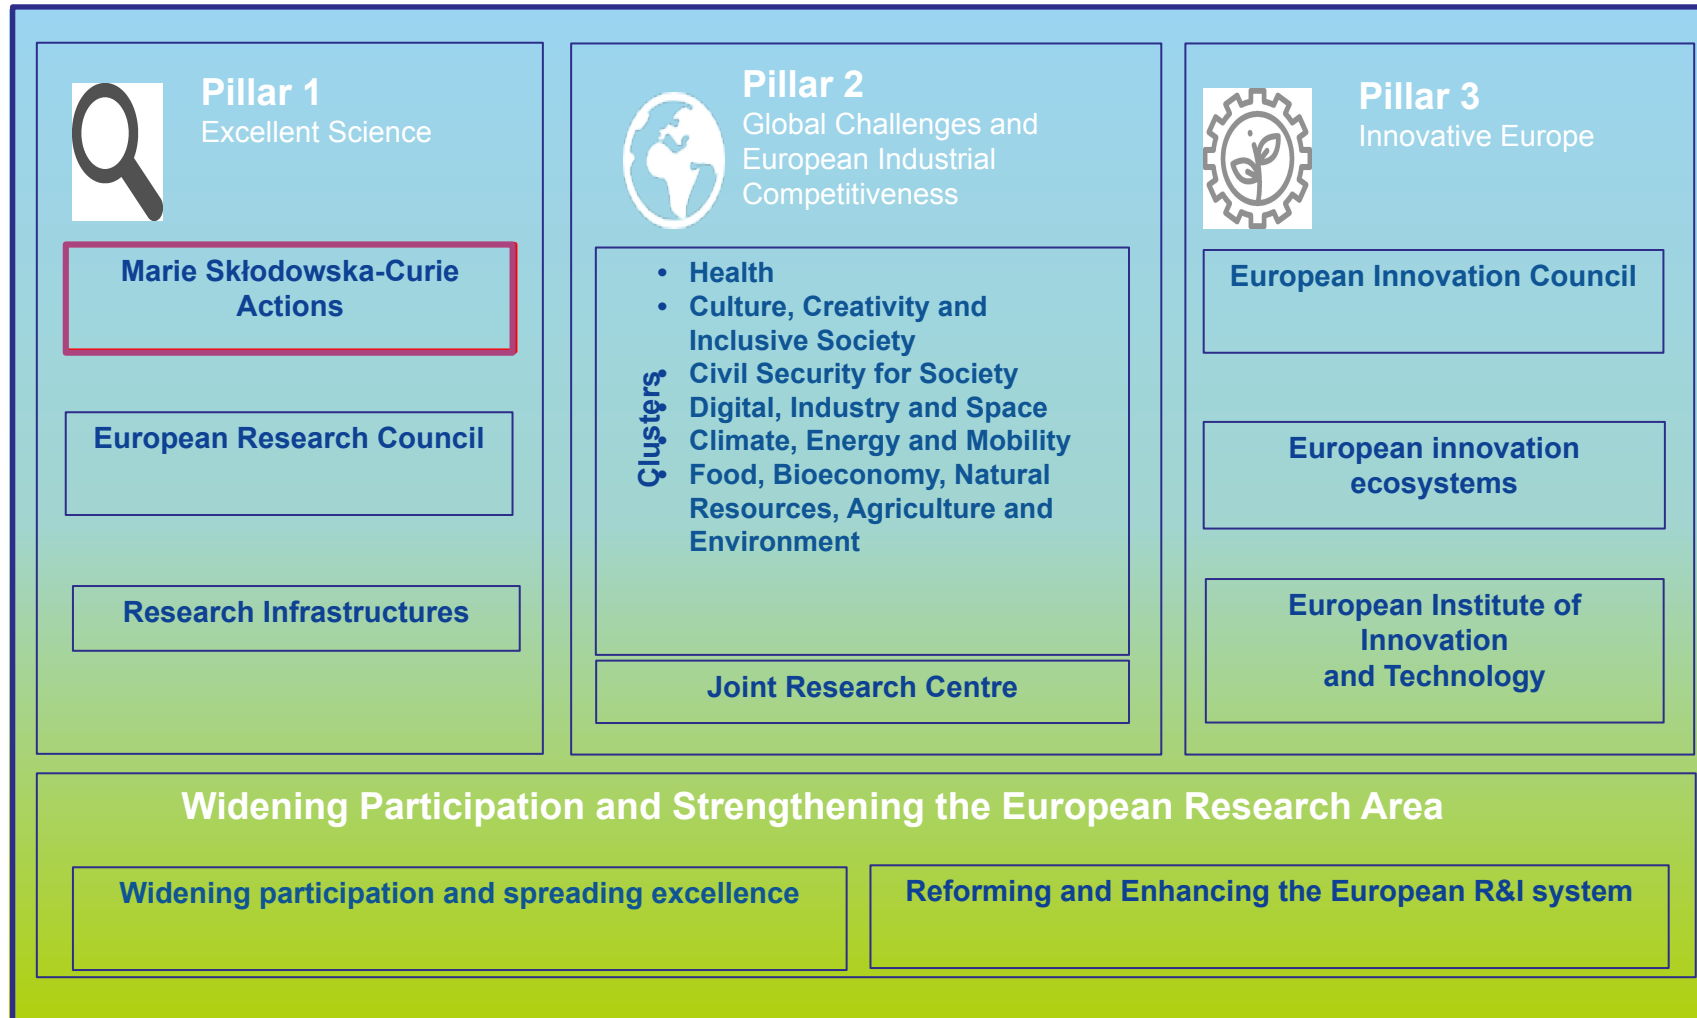 Pillar 1
Excellent Science
Marie Skłodowska-Curie
Actions
European Research Council
Research Infrastructures
Pillar 2
Global Challenges and
European Industrial
Competitiveness
Clusters
• Health
• Culture, Creativity and
Inclusive Society
• Civil Security for Society
• Digital, Industry and Space
• Climate, Energy and Mobility
• Food, Bioeconomy, Natural
Resources, Agriculture and
Environment
Joint Research Centre
Pillar 3
Innovative Europe
European Innovation Council
European innovation
ecosystems
European Institute of
Innovation
and Technology
Widening Participation and Strengthening the European Research Area
Widening participation and spreading excellence
Reforming and Enhancing the European R&I system